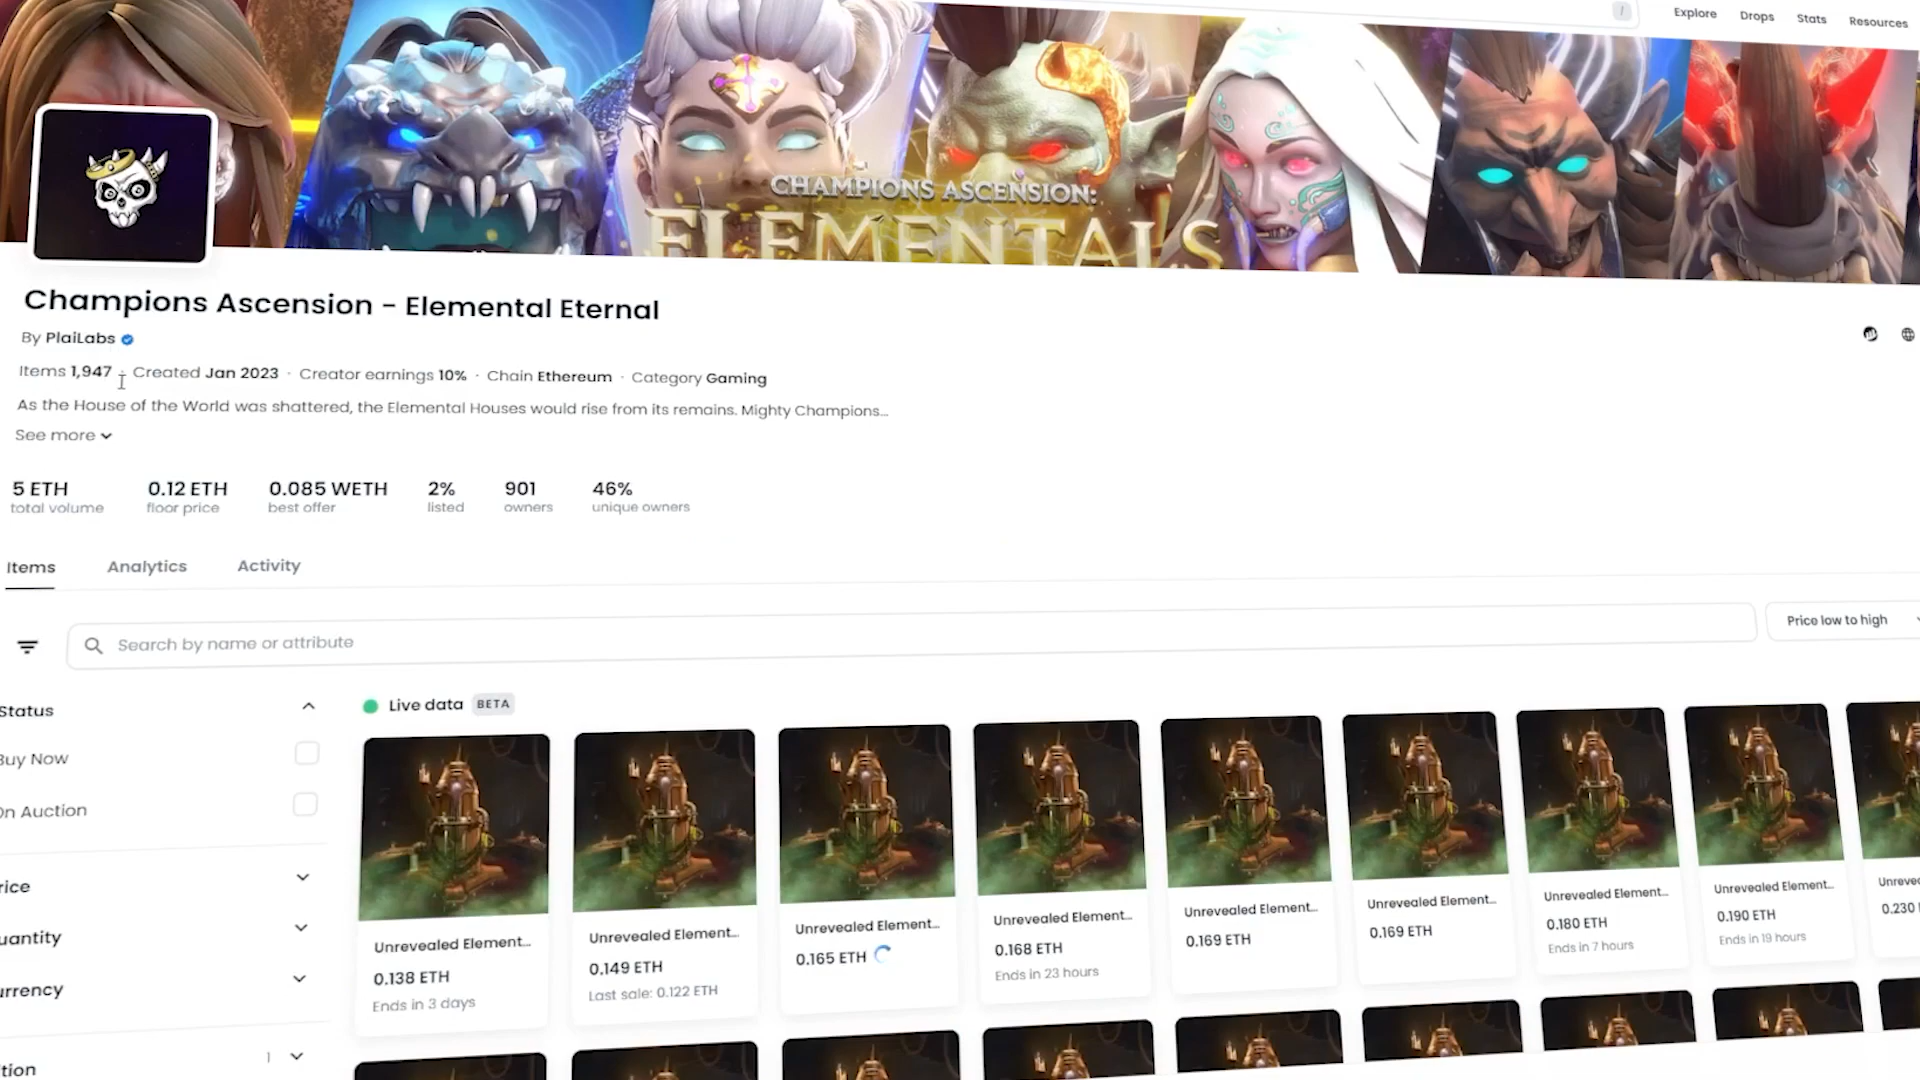 /
Explore Drops Stats Resources
CHAMPIONS ASCENSION:
ELEMENTALS
Champions Ascension - Elemental Eternal
By PlaiLabs
Items 1,947 · Created Jan 2023 · Creator earnings 10% · Chain Ethereum · Category Gaming
As the House of the World was shattered, the Elemental Houses would rise from its remains. Mighty Champions...
See more
5 ETH 0.12 ETH 0.085 WETH 2% 901 46%
total volume floor price best offer listed owners unique owners
Items Analytics Activity
Search by name or attribute
Price low to high
Status
Live data BETA
Buy Now
On Auction
rice
uantity
urrency
tion 1
Unrevealed Element...
0.138 ETH
Ends in 3 days
Unrevealed Element...
0.149 ETH
Last sale: 0.122 ETH
Unrevealed Element...
0.165 ETH
Unrevealed Element...
0.168 ETH
Ends in 23 hours
Unrevealed Element...
0.169 ETH
Unrevealed Element...
0.169 ETH
Unrevealed Element...
0.180 ETH
Ends in 7 hours
Unrevealed Element...
0.190 ETH
Ends in 19 hours
Unreve
0.230